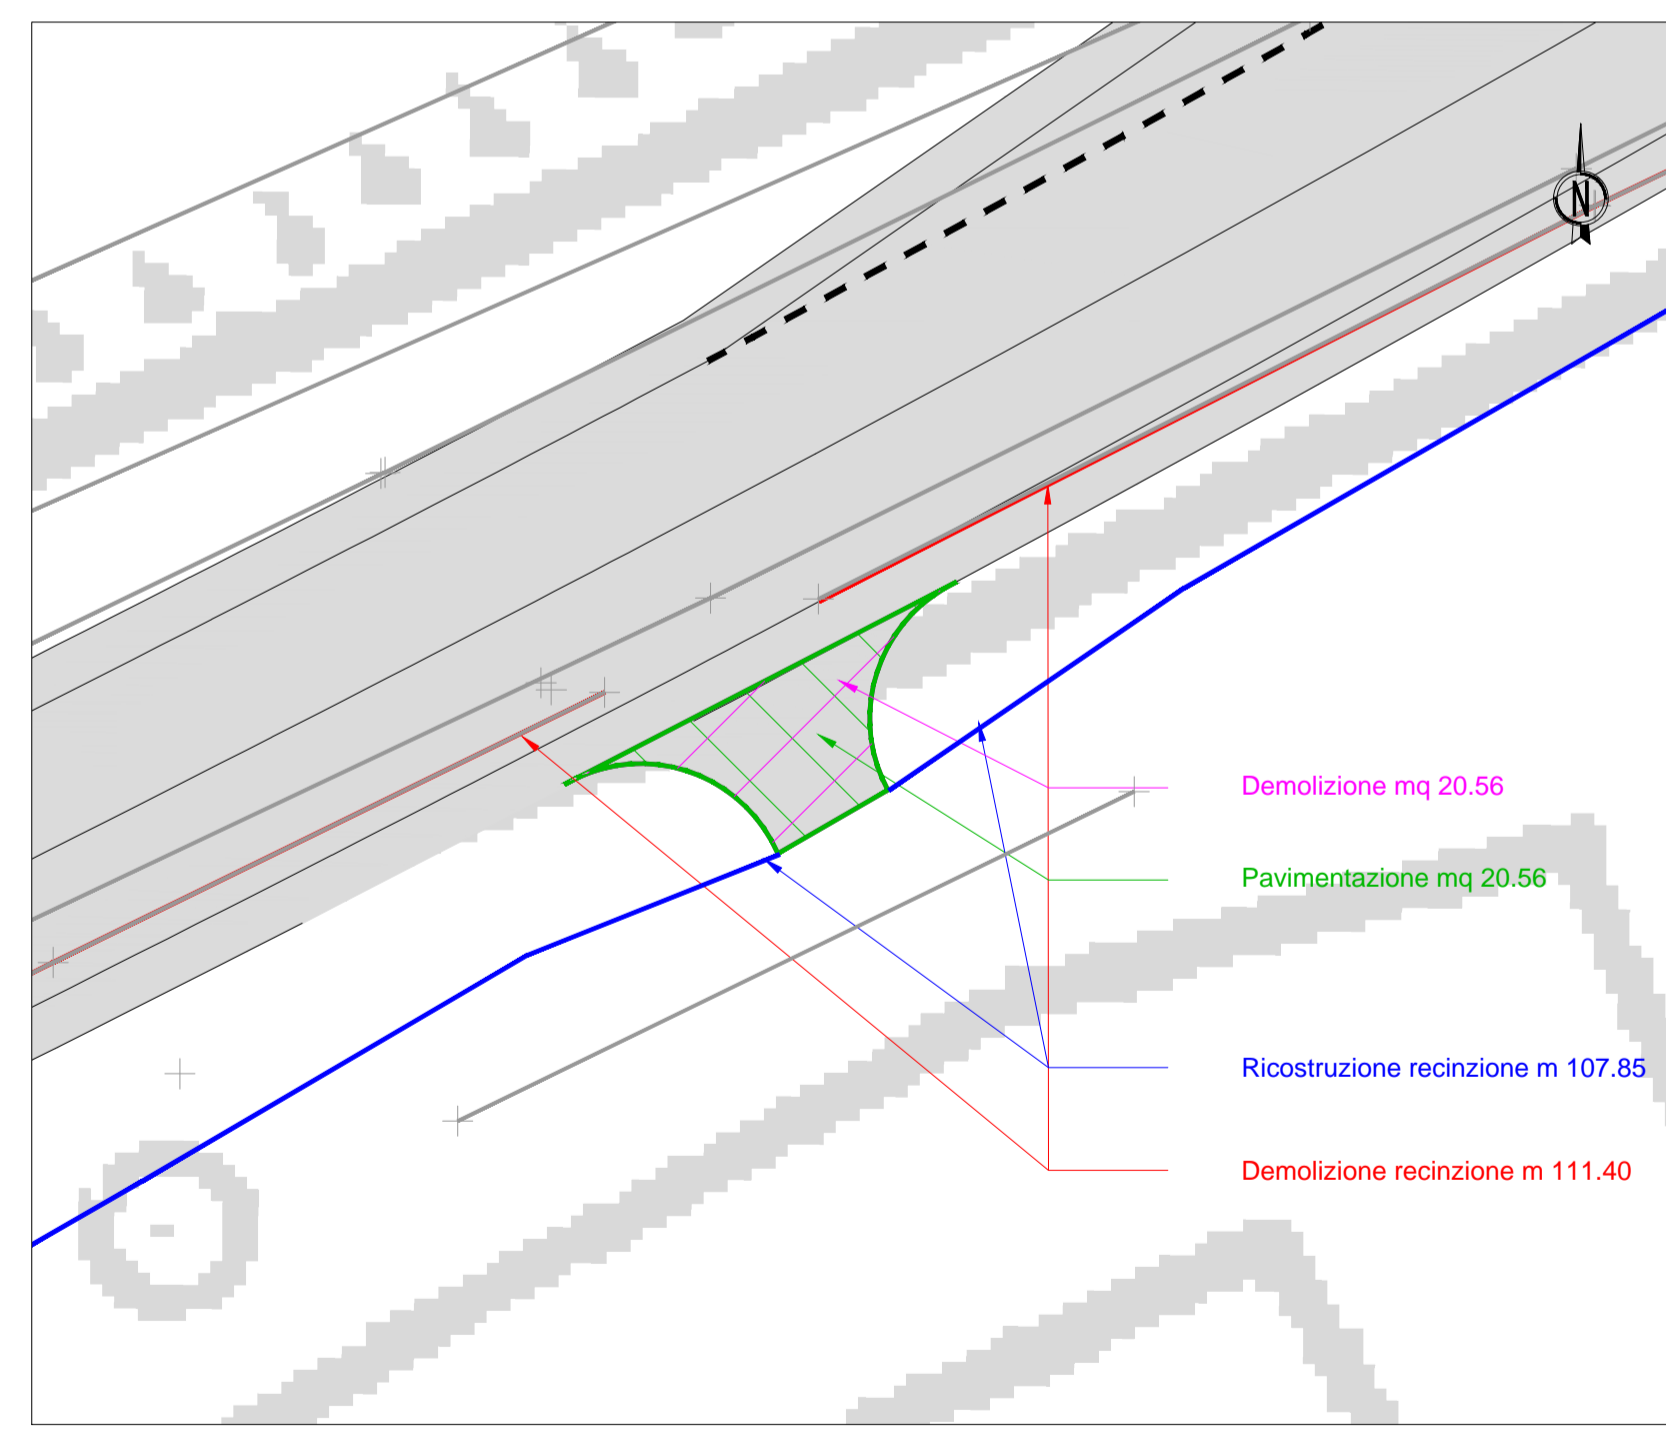 N
Demolizione mq 20.56
Pavimentazione mq 20.56
Ricostruzione recinzione m 107.85
Demolizione recinzione m 111.40